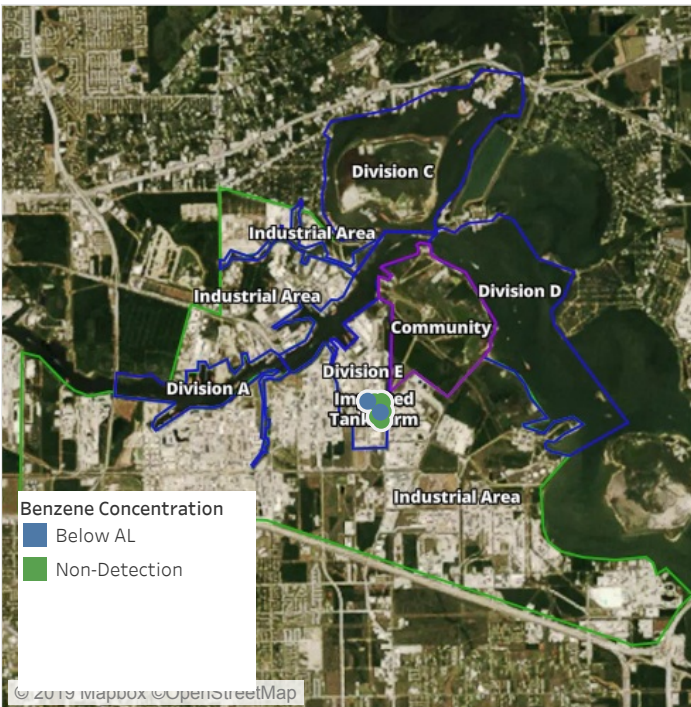 Division C
Industrial Area
Industrial Area
Division D
Community
Division E
Division A
Tank
Industrial Area
Benzene Concentration
Below AL
Non-Detection
© 2019 Mapbox ©OpenStreetMap